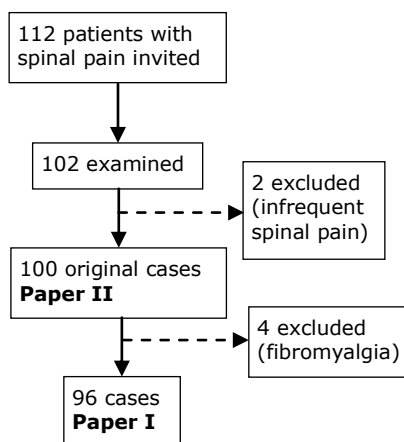 112 patients with
spinal pain invited
102 examined
2 excluded
(infrequent
spinal pain)
100 original cases
Paper II
4 excluded
(fibromyalgia)
96 cases
Paper I